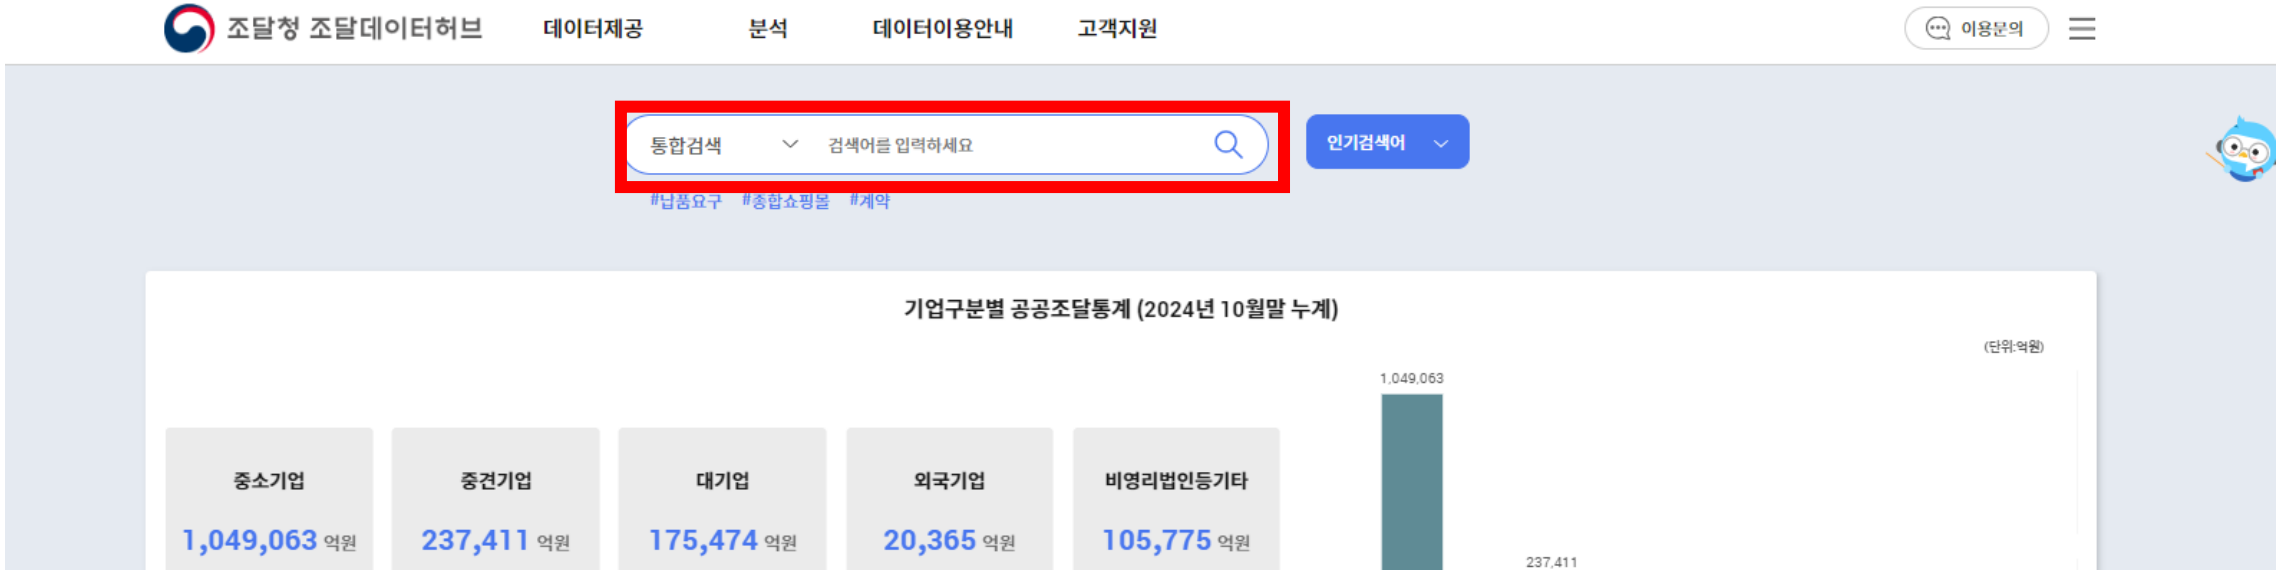 조달청 조달데이터허브 데이터제공 분석 데이터이용안내 고객지원 이용문의
통합검색 검색어를 입력하세요 인기검색어
#납품요구 #종합쇼핑몰 #계약
기업구분별 공공조달통계 (2024년 10월말 누계)
(단위:억원)
1,049,063
중소기업 중견기업 대기업 외국기업 비영리법인등기타
1,049,063 억원 237,411 억원 175,474 억원 20,365 억원 105,775 억원
237,411